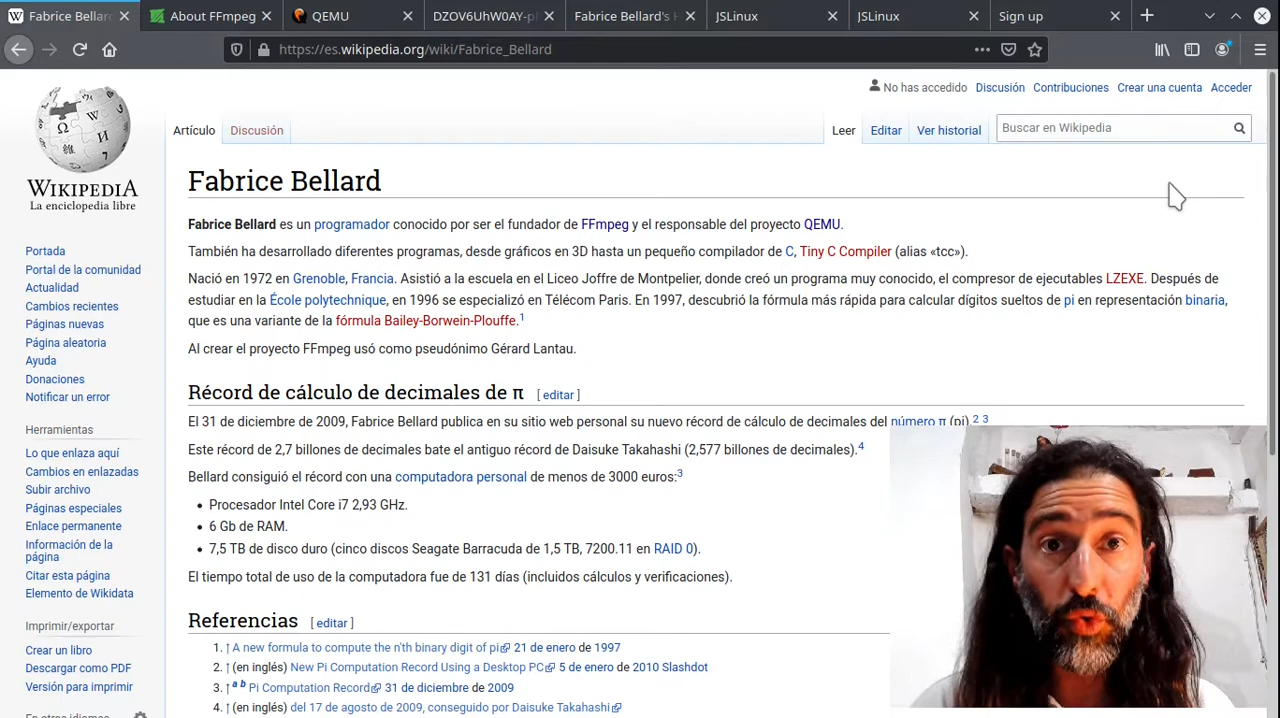 Fabrice Bellard
About FFmpeg
QEMU
DZOV6UhW0AY-p
Fabrice Bellard's H
JSLinux
JSLinux
Sign up
https://es.wikipedia.org/wiki/Fabrice_Bellard
No has accedido Discusión Contribuciones Crear una cuenta Acceder
WIKIPEDIA
La enciclopedia libre
Artículo Discusión
Leer Editar Ver historial
Buscar en Wikipedia
Portada
Portal de la comunidad
Actualidad
Cambios recientes
Páginas nuevas
Página aleatoria
Ayuda
Donaciones
Notificar un error
Herramientas
Lo que enlaza aquí
Cambios en enlazadas
Subir archivo
Páginas especiales
Enlace permanente
Información de la
página
Citar esta página
Elemento de Wikidata
Imprimir/exportar
Crear un libro
Descargar como PDF
Versión para imprimir
En otros idiomas
Fabrice Bellard
Fabrice Bellard es un programador conocido por ser el fundador de FFmpeg y el responsable del proyecto QEMU.
También ha desarrollado diferentes programas, desde gráficos en 3D hasta un pequeño compilador de C, Tiny C Compiler (alias «tcc»).
Nació en 1972 en Grenoble, Francia. Asistió a la escuela en el Liceo Joffre de Montpelier, donde creó un programa muy conocido, el compresor de ejecutables LZEXE. Después de
estudiar en la École polytechnique, en 1996 se especializó en Télécom Paris. En 1997, descubrió la fórmula más rápida para calcular dígitos sueltos de pi en representación binaria,
que es una variante de la fórmula Bailey-Borwein-Plouffe.1
Al crear el proyecto FFmpeg usó como pseudónimo Gérard Lantau.
Récord de cálculo de decimales de π [ editar ]
El 31 de diciembre de 2009, Fabrice Bellard publica en su sitio web personal su nuevo récord de cálculo de decimales del número π (pi).2 3
Este récord de 2,7 billones de decimales bate el antiguo récord de Daisuke Takahashi (2,577 billones de decimales).4
Bellard consiguió el récord con una computadora personal de menos de 3000 euros:3
• Procesador Intel Core i7 2,93 GHz.
• 6 Gb de RAM.
• 7,5 TB de disco duro (cinco discos Seagate Barracuda de 1,5 TB, 7200.11 en RAID 0).
El tiempo total de uso de la computadora fue de 131 días (incluidos cálculos y verificaciones).
Referencias [ editar ]
1. ↑ A new formula to compute the n'th binary digit of pi 21 de enero de 1997
2. ↑ (en inglés) New Pi Computation Record Using a Desktop PC 5 de enero de 2010 Slashdot
3. ↑ a b Pi Computation Record 31 de diciembre de 2009
4. ↑ (en inglés) del 17 de agosto de 2009, conseguido por Daisuke Takahashi